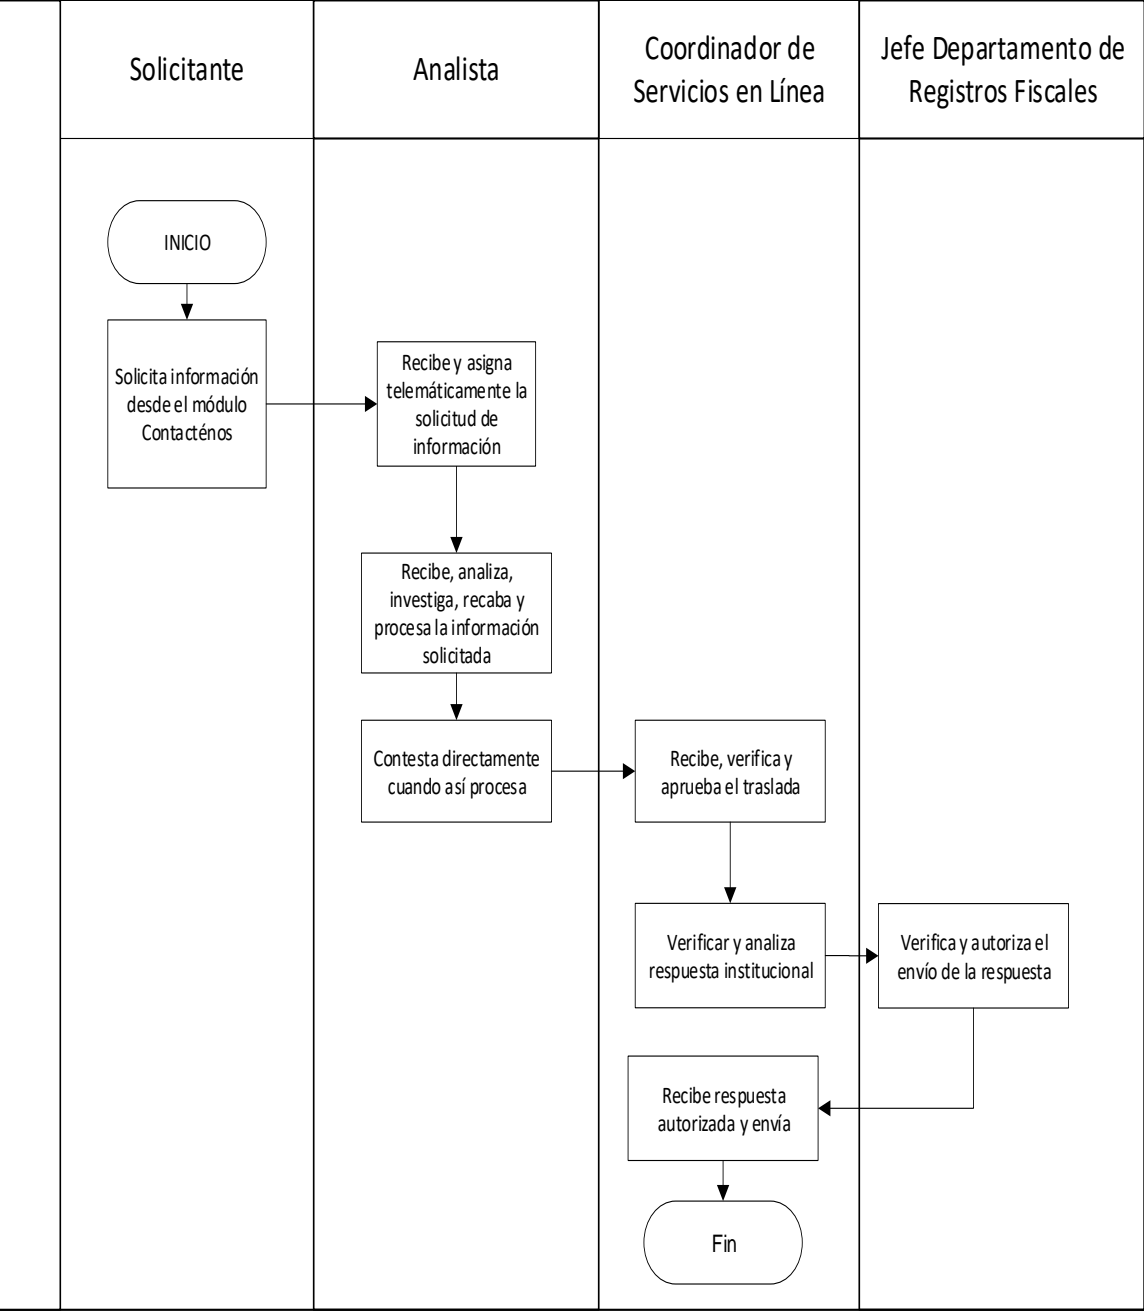 Solicitante
Analista
Coordinador de
Servicios en Línea
Jefe Departamento de
Registros Fiscales
INICIO
Solicita información
desde el módulo
Contacténos
Recibe y asigna
telemáticamente la
solicitud de
información
Recibe, analiza,
investiga, recaba y
procesa la información
solicitada
Contesta directamente
cuando así procesa
Recibe, verifica y
aprueba el traslada
Verificar y analiza
respuesta institucional
Verifica y autoriza el
envío de la respuesta
Recibe respuesta
autorizada y envía
Fin